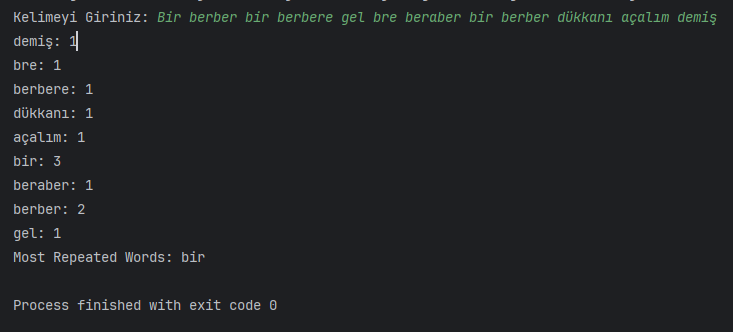 Kelimeyi Giriniz: Bir berber bir berbere gel bre beraber bir berber dükkanı açalım demiş
demiş: 1
bre: 1
berbere: 1
dükkanı: 1
açalım: 1
bir: 3
beraber: 1
berber: 2
gel: 1
Most Repeated Words: bir
Process finished with exit code 0